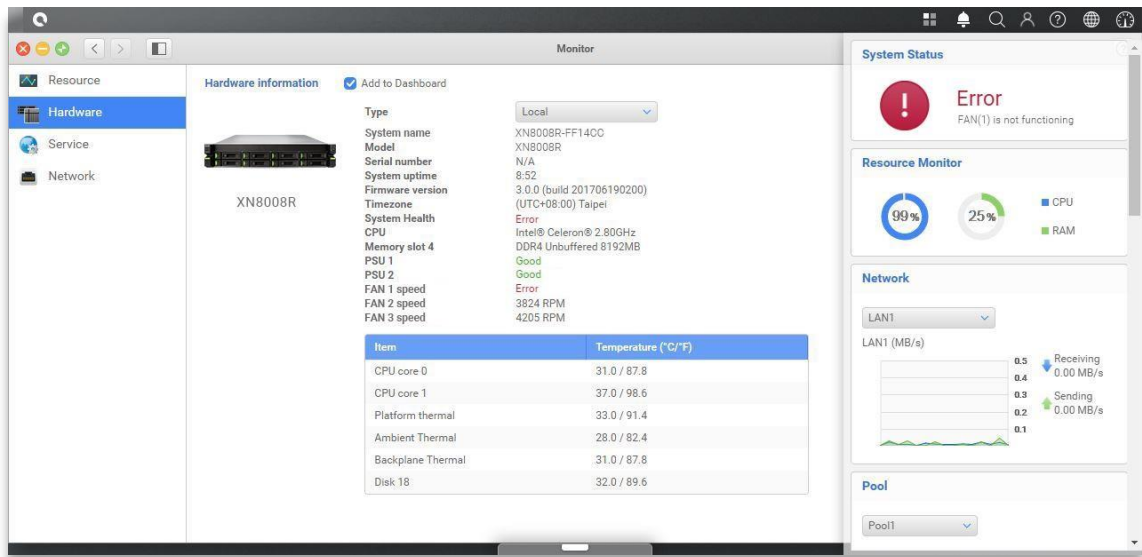 Monitor
Resource
Hardware
Service
Network
Hardware information
Add to Dashboard
XN8008R
Type Local
System name XN8008R-FF14CC
Model XN8008R
Serial number N/A
System uptime 8:52
Firmware version 3.0.0 (build 201706190200)
Timezone (UTC+08:00) Taipei
System Health Error
CPU Intel® Celeron® 2.80GHz
Memory slot 4 DDR4 Unbuffered 8192MB
PSU 1 Good
PSU 2 Good
FAN 1 speed Error
FAN 2 speed 3824 RPM
FAN 3 speed 4205 RPM
Item Temperature (°C/°F)
CPU core 0 31.0 / 87.8
CPU core 1 37.0 / 98.6
Platform thermal 33.0 / 91.4
Ambient Thermal 28.0 / 82.4
Backplane Thermal 31.0 / 87.8
Disk 18 32.0 / 89.6
System Status
Error
FAN(1) is not functioning
Resource Monitor
99%
25%
CPU
RAM
Network
LAN1
LAN1 (MB/s)
0.5
0.4
0.3
0.2
0.1
Receiving
0.00 MB/s
Sending
0.00 MB/s
Pool
Pool1